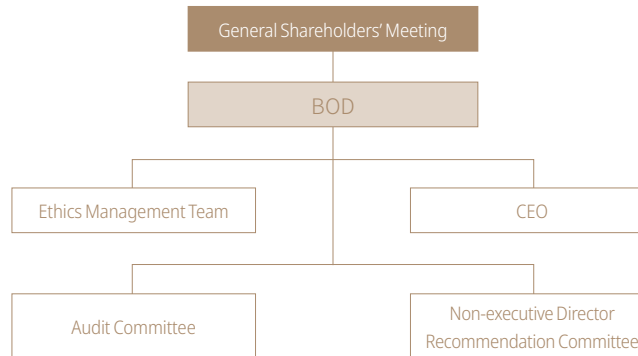 General Shareholders’ Meeting
BOD
Ethics Management Team
CEO
Audit Committee
Non-executive Director
Recommendation Committee